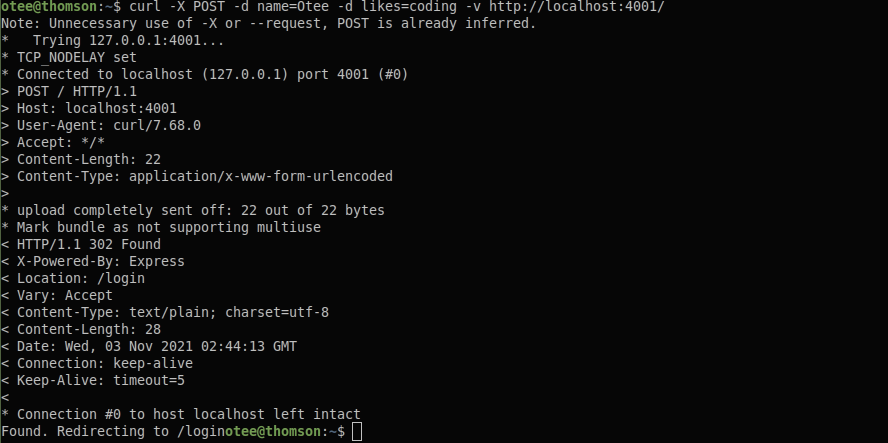 otee@thomson:~$ curl -X POST -d name=Otee -d likes=coding -v http://localhost:4001/
Note: Unnecessary use of -X or --request, POST is already inferred.
*   Trying 127.0.0.1:4001...
* TCP_NODELAY set
* Connected to localhost (127.0.0.1) port 4001 (#0)
> POST / HTTP/1.1
> Host: localhost:4001
> User-Agent: curl/7.68.0
> Accept: */*
> Content-Length: 22
> Content-Type: application/x-www-form-urlencoded
>
* upload completely sent off: 22 out of 22 bytes
* Mark bundle as not supporting multiuse
< HTTP/1.1 302 Found
< X-Powered-By: Express
< Location: /login
< Vary: Accept
< Content-Type: text/plain; charset=utf-8
< Content-Length: 28
< Date: Wed, 03 Nov 2021 02:44:13 GMT
< Connection: keep-alive
< Keep-Alive: timeout=5
<
* Connection #0 to host localhost left intact
Found. Redirecting to /loginotee@thomson:~$